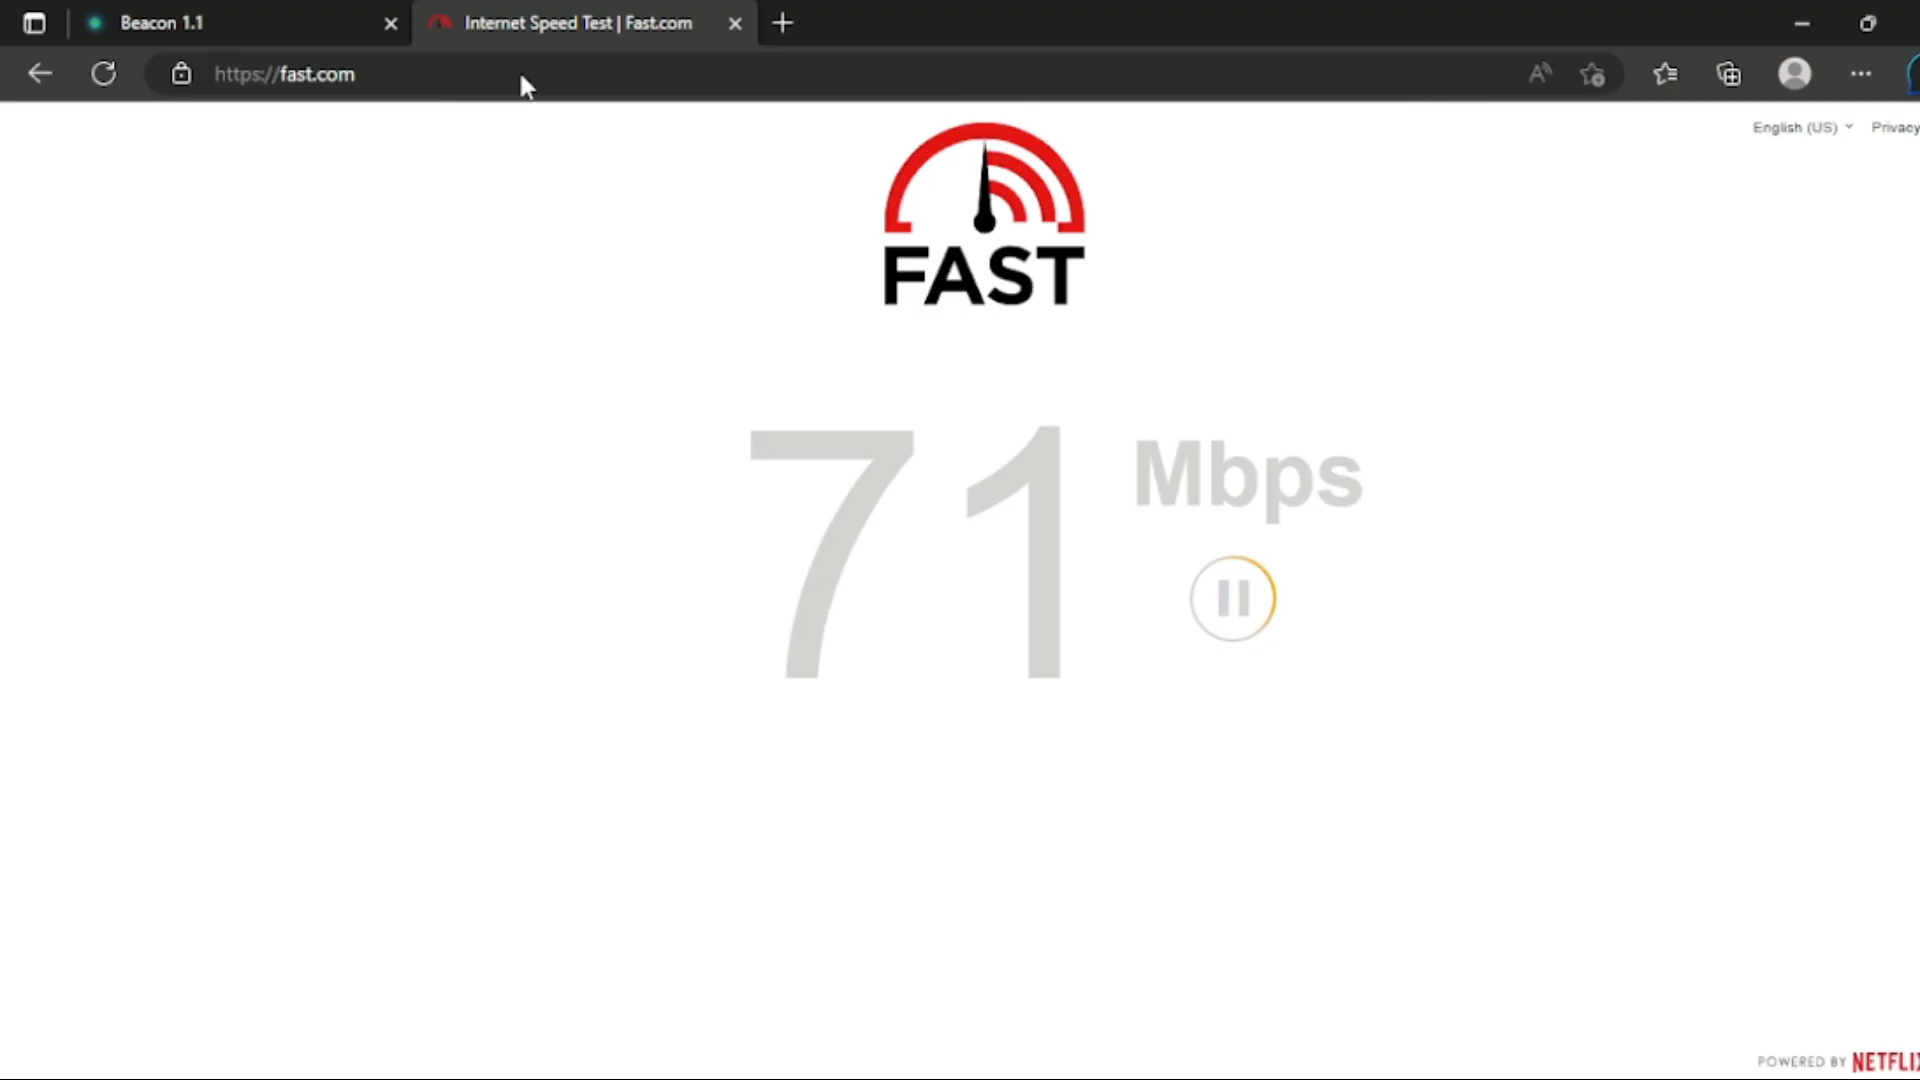 Beacon 1.1
Internet Speed Test | Fast.com
https://fast.com
English (US)
Privacy
FAST
71 Mbps
POWERED BY NETFLIX